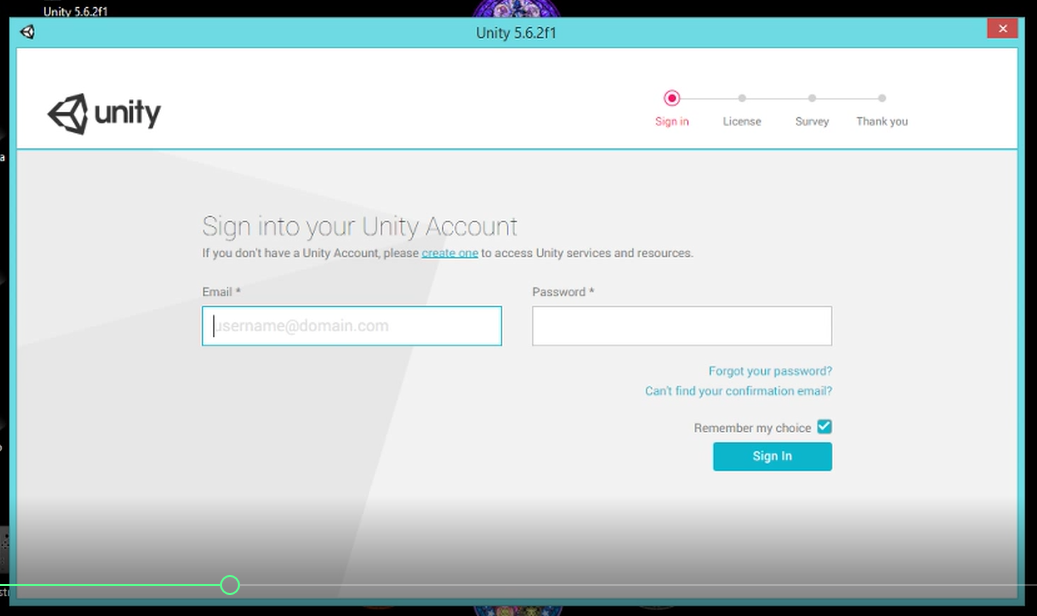 Unity 5.6.2f1
Unity 5.6.2f1
unity
Sign in
License
Survey
Thank you
Sign into your Unity Account
If you don't have a Unity Account, please create one to access Unity services and resources.
Email *
Password *
username@domain.com
Forgot your password?
Can't find your confirmation email?
Remember my choice
Sign In